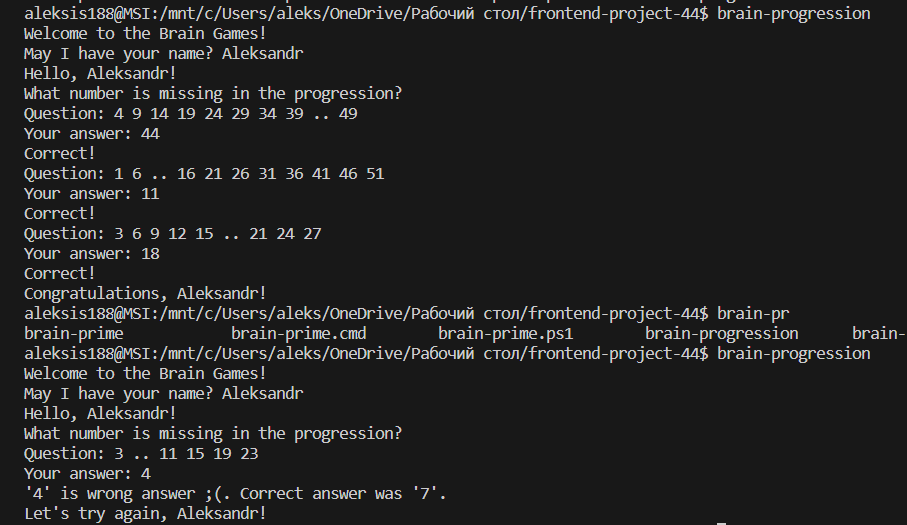 aleksis188@MSI:/mnt/c/Users/aleks/OneDrive/Рабочий стол/frontend-project-44$ brain-progression
Welcome to the Brain Games!
May I have your name? Aleksandr
Hello, Aleksandr!
What number is missing in the progression?
Question: 4 9 14 19 24 29 34 39 .. 49
Your answer: 44
Correct!
Question: 1 6 .. 16 21 26 31 36 41 46 51
Your answer: 11
Correct!
Question: 3 6 9 12 15 .. 21 24 27
Your answer: 18
Correct!
Congratulations, Aleksandr!
aleksis188@MSI:/mnt/c/Users/aleks/OneDrive/Рабочий стол/frontend-project-44$ brain-pr
brain-prime brain-prime.cmd brain-prime.ps1 brain-progression brain-
aleksis188@MSI:/mnt/c/Users/aleks/OneDrive/Рабочий стол/frontend-project-44$ brain-progression
Welcome to the Brain Games!
May I have your name? Aleksandr
Hello, Aleksandr!
What number is missing in the progression?
Question: 3 .. 11 15 19 23
Your answer: 4
'4' is wrong answer ;(. Correct answer was '7'.
Let's try again, Aleksandr!